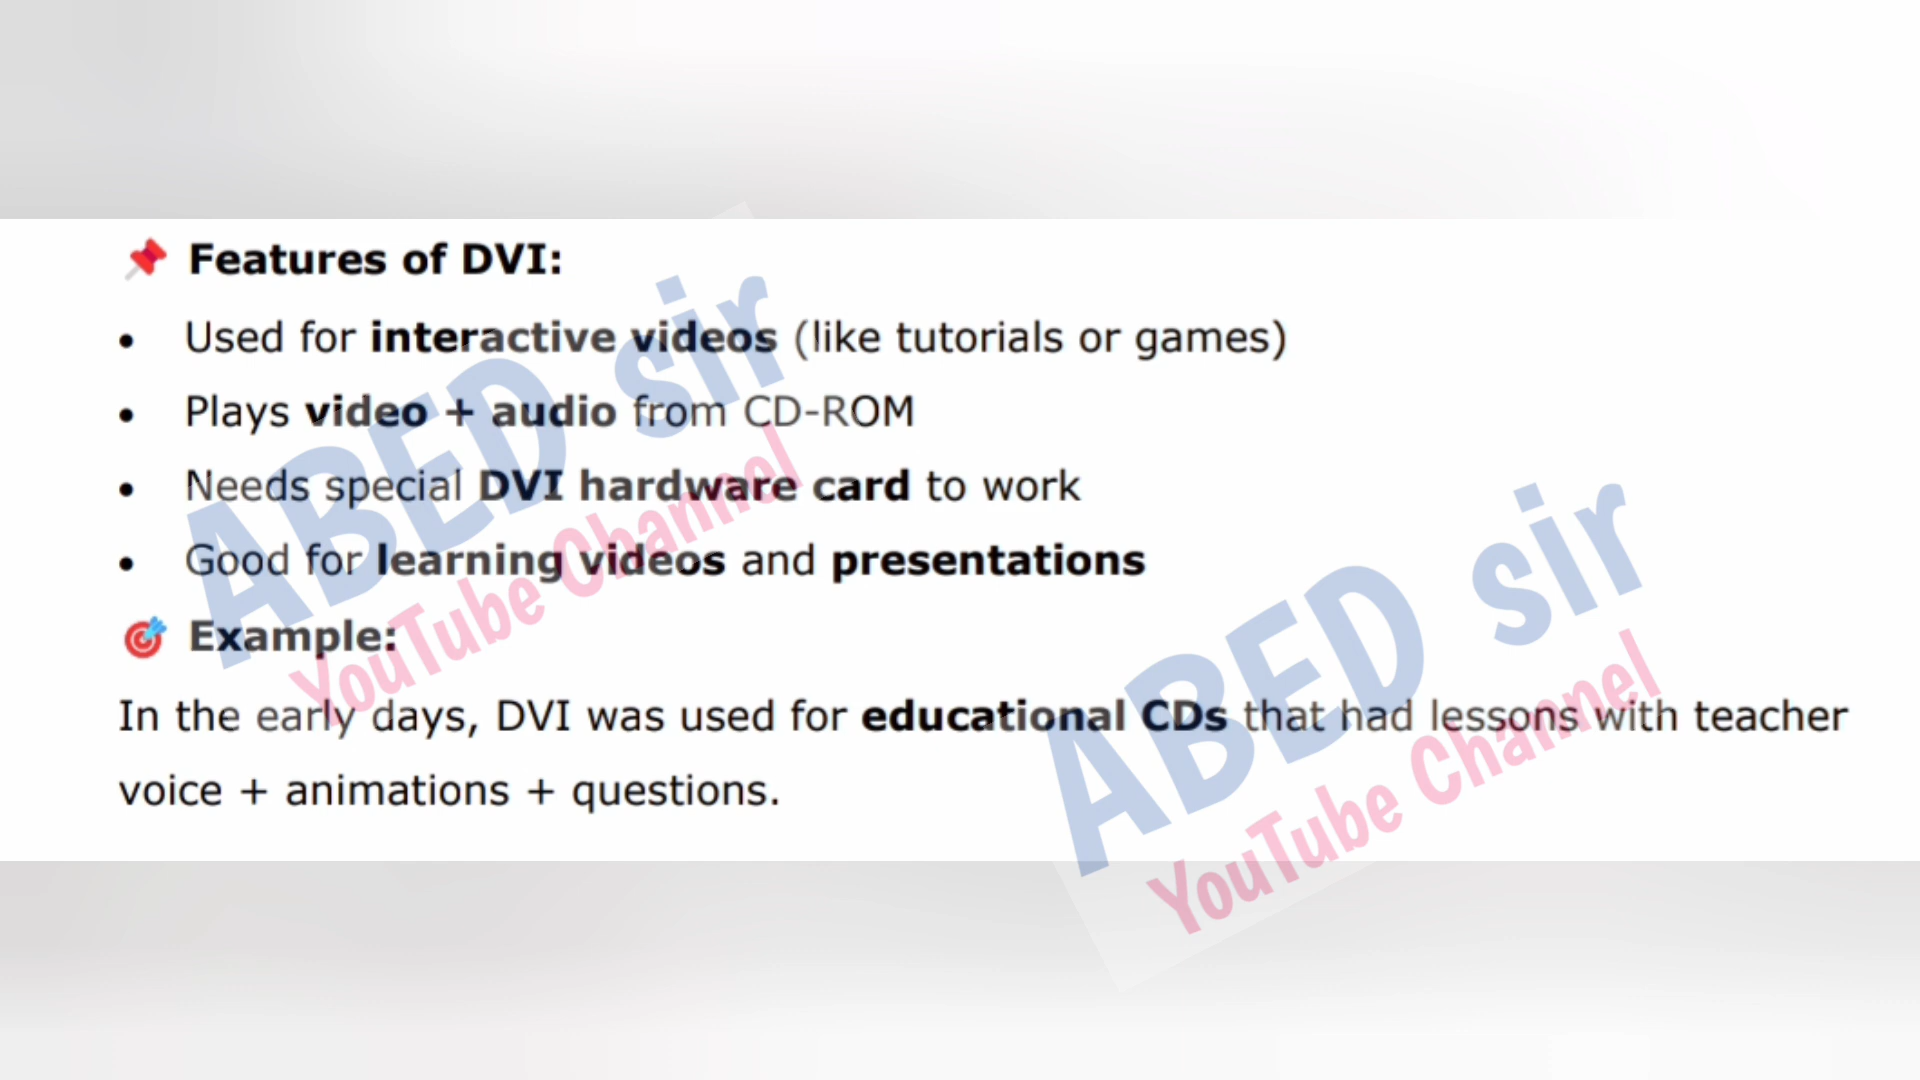 📌 Features of DVI:
• Used for interactive videos (like tutorials or games)
• Plays video + audio from CD-ROM
• Needs special DVI hardware card to work
• Good for learning videos and presentations
🎯 Example:
In the early days, DVI was used for educational CDs that had lessons with teacher
voice + animations + questions.
ABED sir
YouTube Channel
ABED sir
YouTube Channel